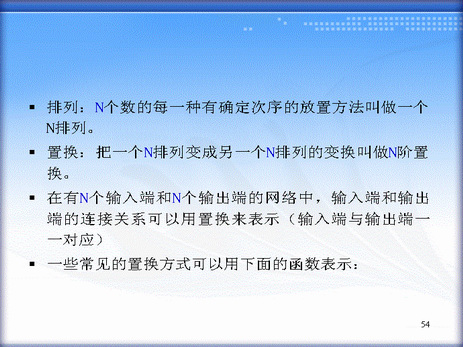 ▪ 排列：N个数的每一种有确定次序的放置方法叫做一个
N排列。
▪ 置换：把一个N排列变成另一个N排列的变换叫做N阶置
换。
▪ 在有N个输入端和N个输出端的网络中，输入端和输出
端的连接关系可以用置换来表示（输入端与输出端一
一对应）
▪ 一些常见的置换方式可以用下面的函数表示：
54